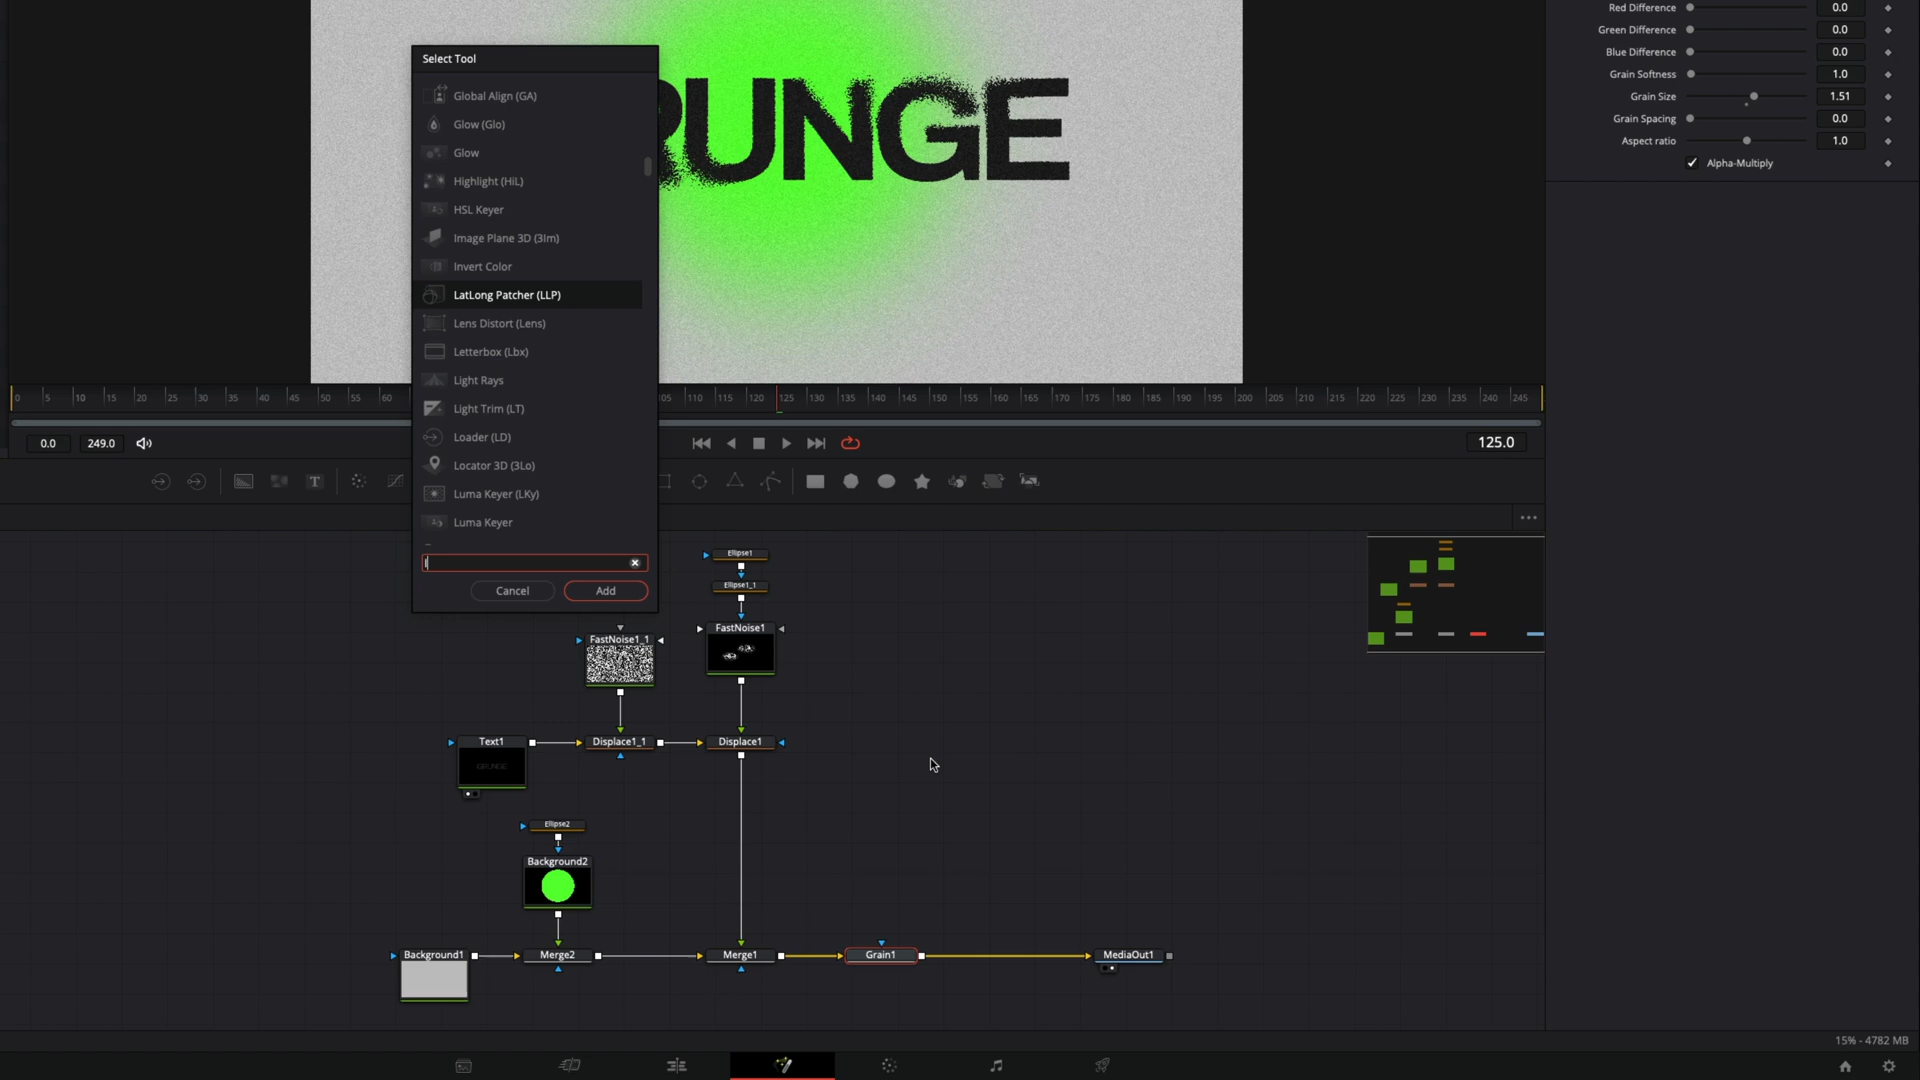 Select Tool
Global Align (GA)
Glow (Glo)
Glow
Highlight (HiL)
HSL Keyer
Image Plane 3D (3Im)
Invert Color
LatLong Patcher (LLP)
Lens Distort (Lens)
Letterbox (Lbx)
Light Rays
Light Trim (LT)
Loader (LD)
Locator 3D (3Lo)
Luma Keyer (LKy)
Luma Keyer
l
Cancel
Add
RUNGE
Red Difference 0.0
Green Difference 0.0
Blue Difference 0.0
Grain Softness 1.0
Grain Size 1.51
Grain Spacing 0.0
Aspect ratio 1.0
Alpha-Multiply
0 5 10 15 20 25 30 35 40 45 50 55 60 105 110 115 120 125 130 135 140 145 150 155 160 165 170 175 180 185 190 195 200 205 210 215 220 225 230 235 240 245
0.0 249.0 125.0
T
Ellipse1
Ellipse1_1
FastNoise1_1
FastNoise1
Text1
GRUNGE
Displace1_1
Displace1
Ellipse2
Background2
Background1
Merge2
Merge1
Grain1
MediaOut1
15% - 4782 MB